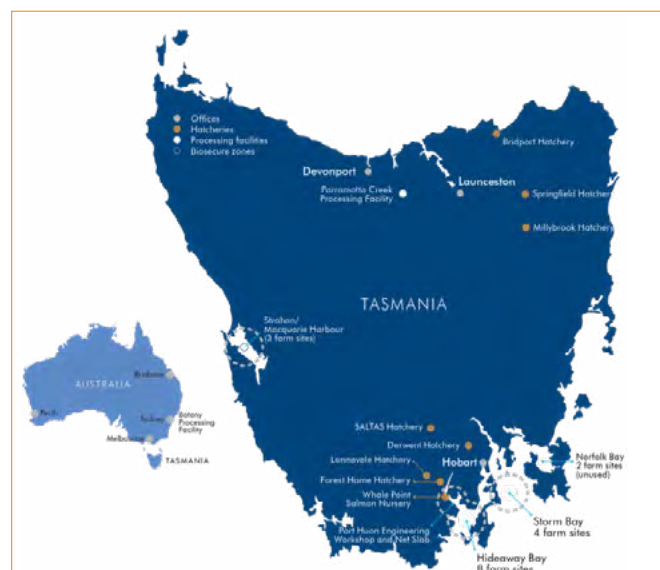 Offices
Hatcheries
Processing facilities
Biosecure zones
Bridport Hatchery
Devonport
Launceston
Parramatta Creek
Processing Facility
Springfield Hatchery
Millybrook Hatchery
TASMANIA
Strahan/
Macquarie Harbour
(3 farm sites)
AUSTRALIA
Brisbane
Perth
Sydney
Botany
Processing
Facility
Melbourne
TASMANIA
SALTAS Hatchery
Derwent Hatchery
Lonnavale Hatchery
Hobart
Norfolk Bay
2 farm sites
(unused)
Forest Home Hatchery
Whale Point
Salmon Nursery
Port Huon Engineering
Workshop and Net Slab
Storm Bay
4 farm sites
Hideaway Bay
8 farm sites